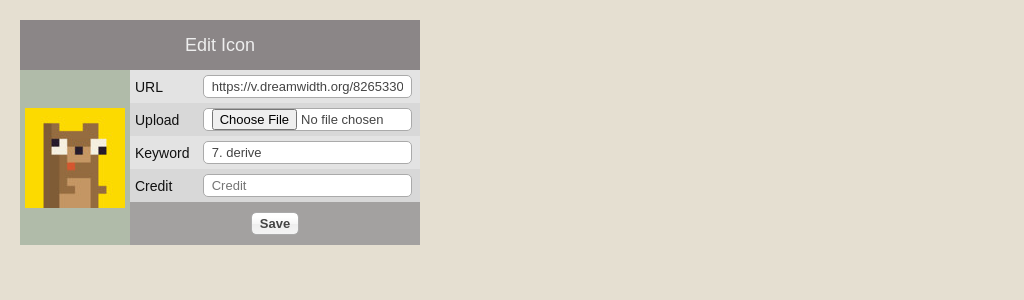 Edit Icon
URL https://v.dreamwidth.org/8265330
Upload Choose File No file chosen
Keyword 7. derive
Credit Credit
Save